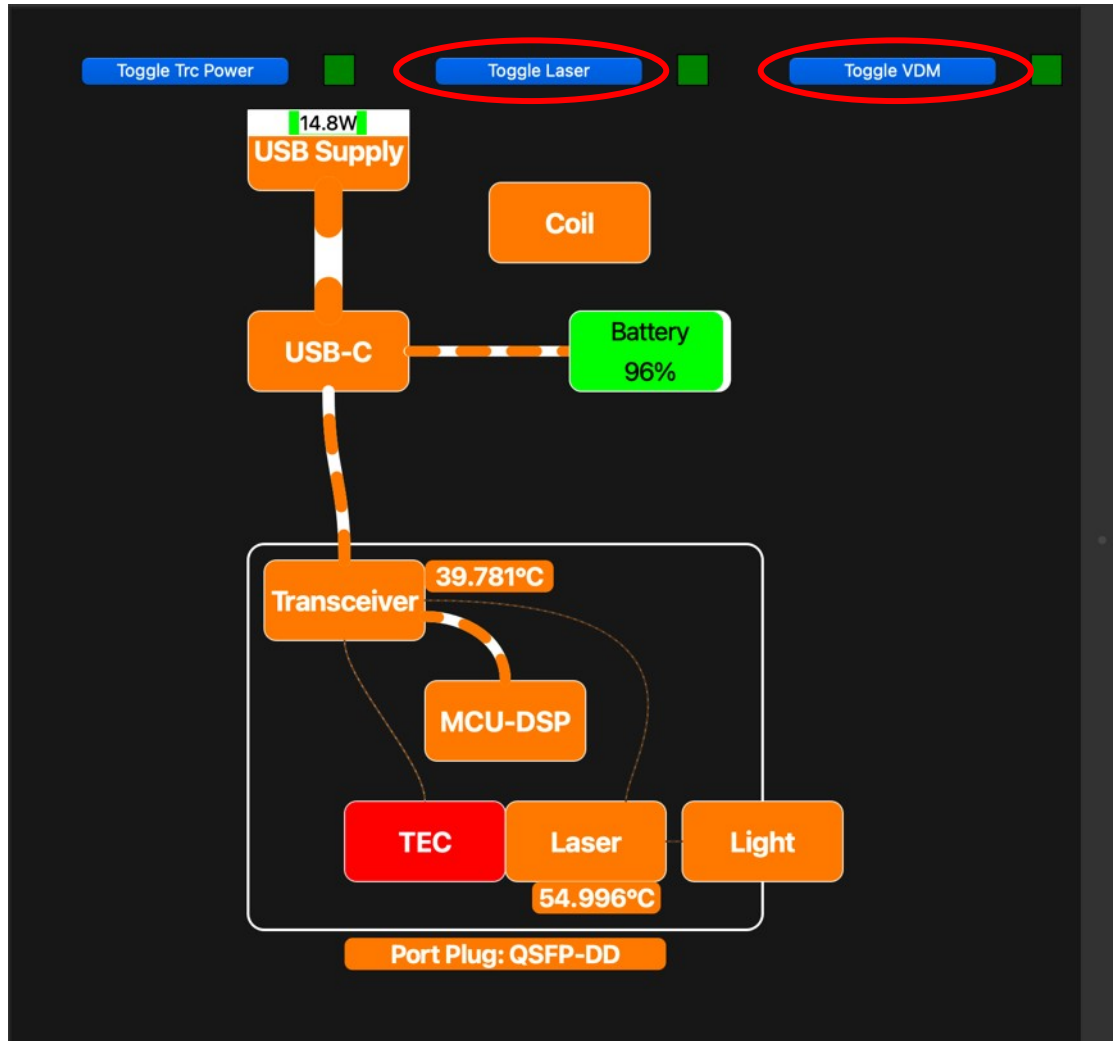 Toggle Trc Power
Toggle Laser
Toggle VDM
14.8W
USB Supply
Coil
USB-C
Battery
96%
Transceiver
39.781°C
MCU-DSP
TEC
Laser
Light
54.996°C
Port Plug: QSFP-DD